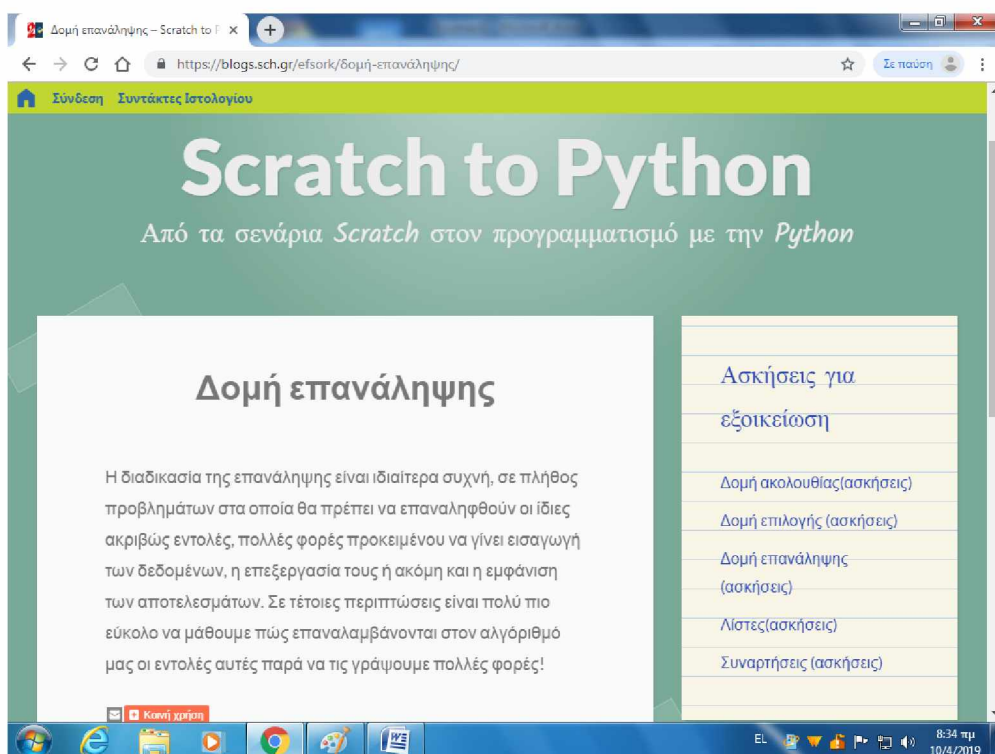 Δομή επανάληψης – Scratch to P
https://blogs.sch.gr/efsork/δομή-επανάληψης/
Σε παύση
Σύνδεση Συντάκτες Ιστολογίου
Scratch to Python
Από τα σενάρια Scratch στον προγραμματισμό με την Python
Δομή επανάληψης
Η διαδικασία της επανάληψης είναι ιδιαίτερα συχνή, σε πλήθος
προβλημάτων στα οποία θα πρέπει να επαναληφθούν οι ίδιες
ακριβώς εντολές, πολλές φορές προκειμένου να γίνει εισαγωγή
των δεδομένων, η επεξεργασία τους ή ακόμη και η εμφάνιση
των αποτελεσμάτων. Σε τέτοιες περιπτώσεις είναι πολύ πιο
εύκολο να μάθουμε πώς επαναλαμβάνονται στον αλγόριθμό
μας οι εντολές αυτές παρά να τις γράψουμε πολλές φορές!
Κοινή χρήση
Ασκήσεις για
εξοικείωση
Δομή ακολουθίας(ασκήσεις)
Δομή επιλογής (ασκήσεις)
Δομή επανάληψης
(ασκήσεις)
Λίστες(ασκήσεις)
Συναρτήσεις (ασκήσεις)
EL
8:34 πμ
10/4/2019